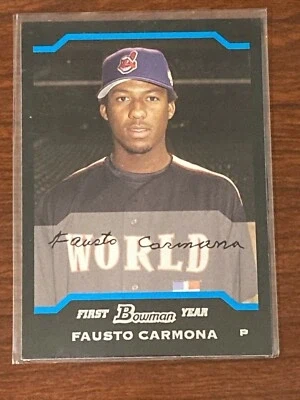 Fausto Carmona
WORLD
FIRST Bowman YEAR
FAUSTO CARMONA P